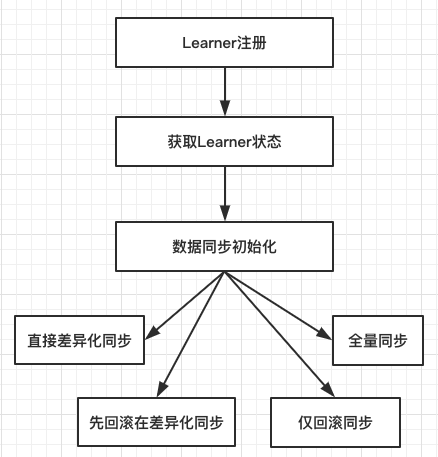 Learner注册
获取Learner状态
数据同步初始化
直接差异化同步
全量同步
先回滚在差异化同步
仅回滚同步